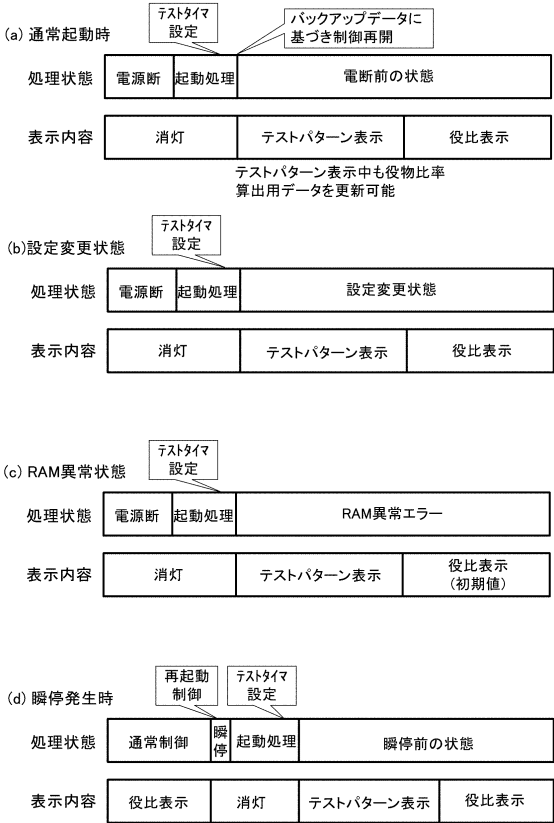 (a) 通常起動時
ﾃｽﾄﾀｲﾏ
設定
バックアップデータに
基づき制御再開
処理状態
電源断
起動処理
電断前の状態
表示内容
消灯
テストパターン表示
役比表示
テストパターン表示中も役物比率
算出用データを更新可能
(b)設定変更状態
ﾃｽﾄﾀｲﾏ
設定
処理状態
電源断
起動処理
設定変更状態
表示内容
消灯
テストパターン表示
役比表示
(c) RAM異常状態
ﾃｽﾄﾀｲﾏ
設定
処理状態
電源断
起動処理
RAM異常エラー
表示内容
消灯
テストパターン表示
役比表示
(初期値)
(d) 瞬停発生時
再起動
制御
ﾃｽﾄﾀｲﾏ
設定
処理状態
通常制御
瞬
停
起動処理
瞬停前の状態
表示内容
役比表示
消灯
テストパターン表示
役比表示